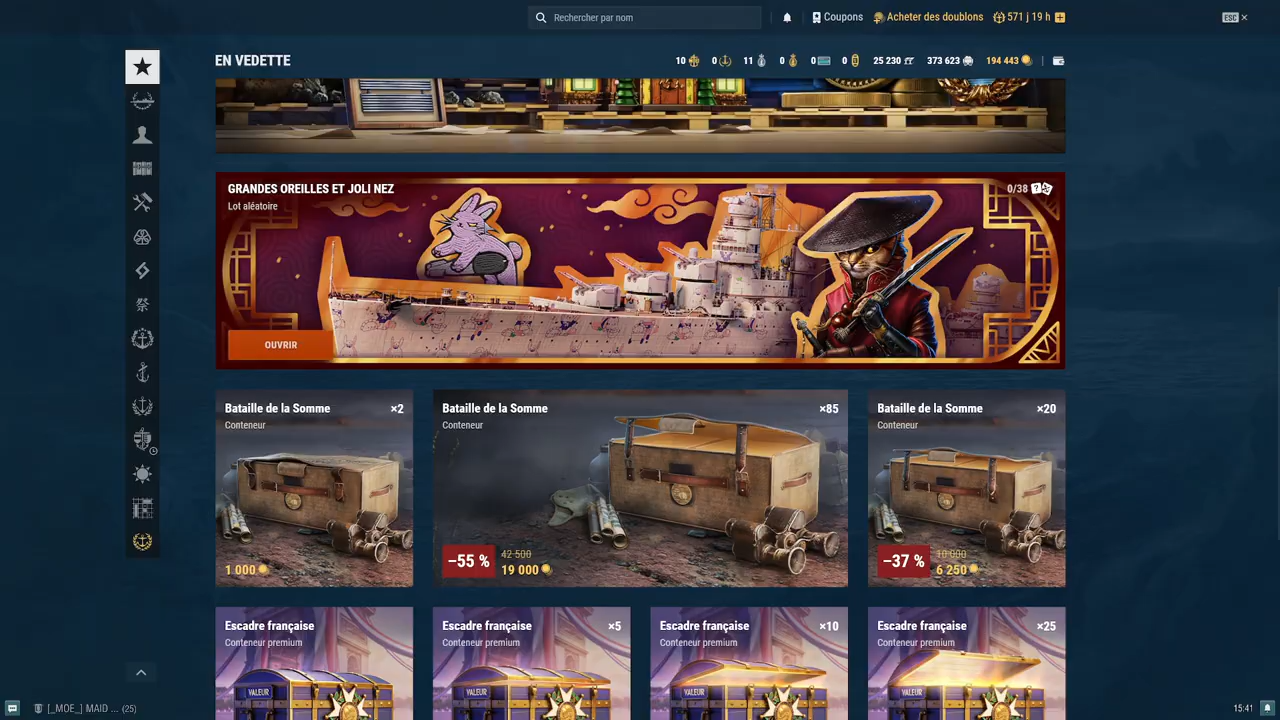 Rechercher par nom
Coupons
Acheter des doublons
571 j 19 h
ESC ×
EN VEDETTE
10 0 11 0 0 0 25 230 373 623 194 443
GRANDES OREILLES ET JOLI NEZ
0/38
Lot aléatoire
OUVRIR
Bataille de la Somme ×2
Conteneur
1 000
Bataille de la Somme ×85
Conteneur
−55 %
42 500
19 000
Bataille de la Somme ×20
Conteneur
−37 %
10 000
6 250
Escadre française
Conteneur premium
VALEUR
Escadre française ×5
Conteneur premium
VALEUR
Escadre française ×10
Conteneur premium
VALEUR
Escadre française ×25
Conteneur premium
VALEUR
[_MOE_] MAID ... (25)
15:41